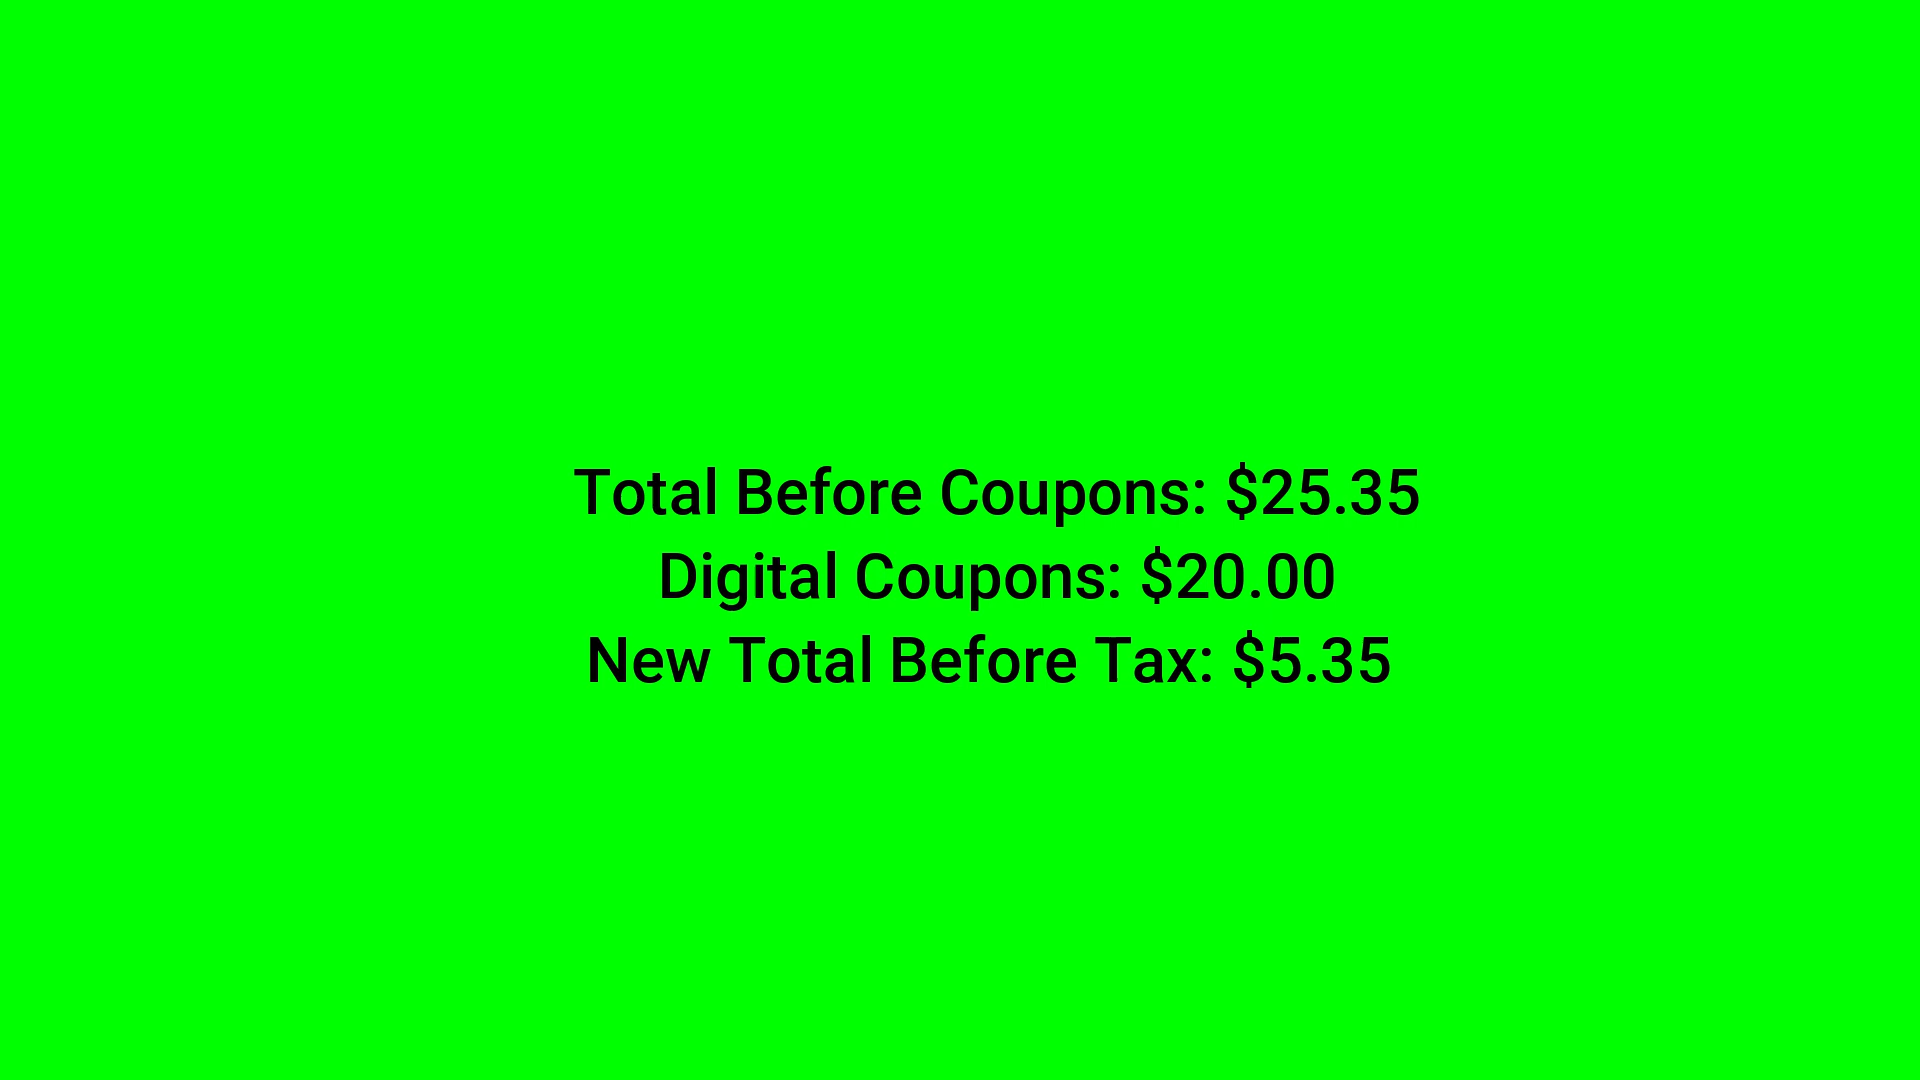 Total Before Coupons: $25.35
Digital Coupons: $20.00
New Total Before Tax: $5.35